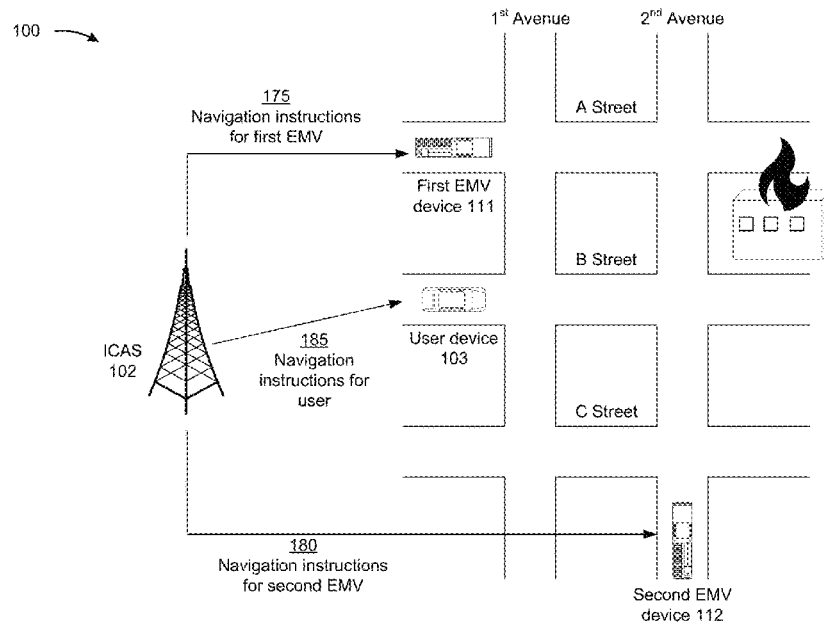 100
1st Avenue
2nd Avenue
175
Navigation instructions
for first EMV
A Street
First EMV
device 111
B Street
ICAS
102
185
Navigation
instructions for
user
User device
103
C Street
180
Navigation instructions
for second EMV
Second EMV
device 112